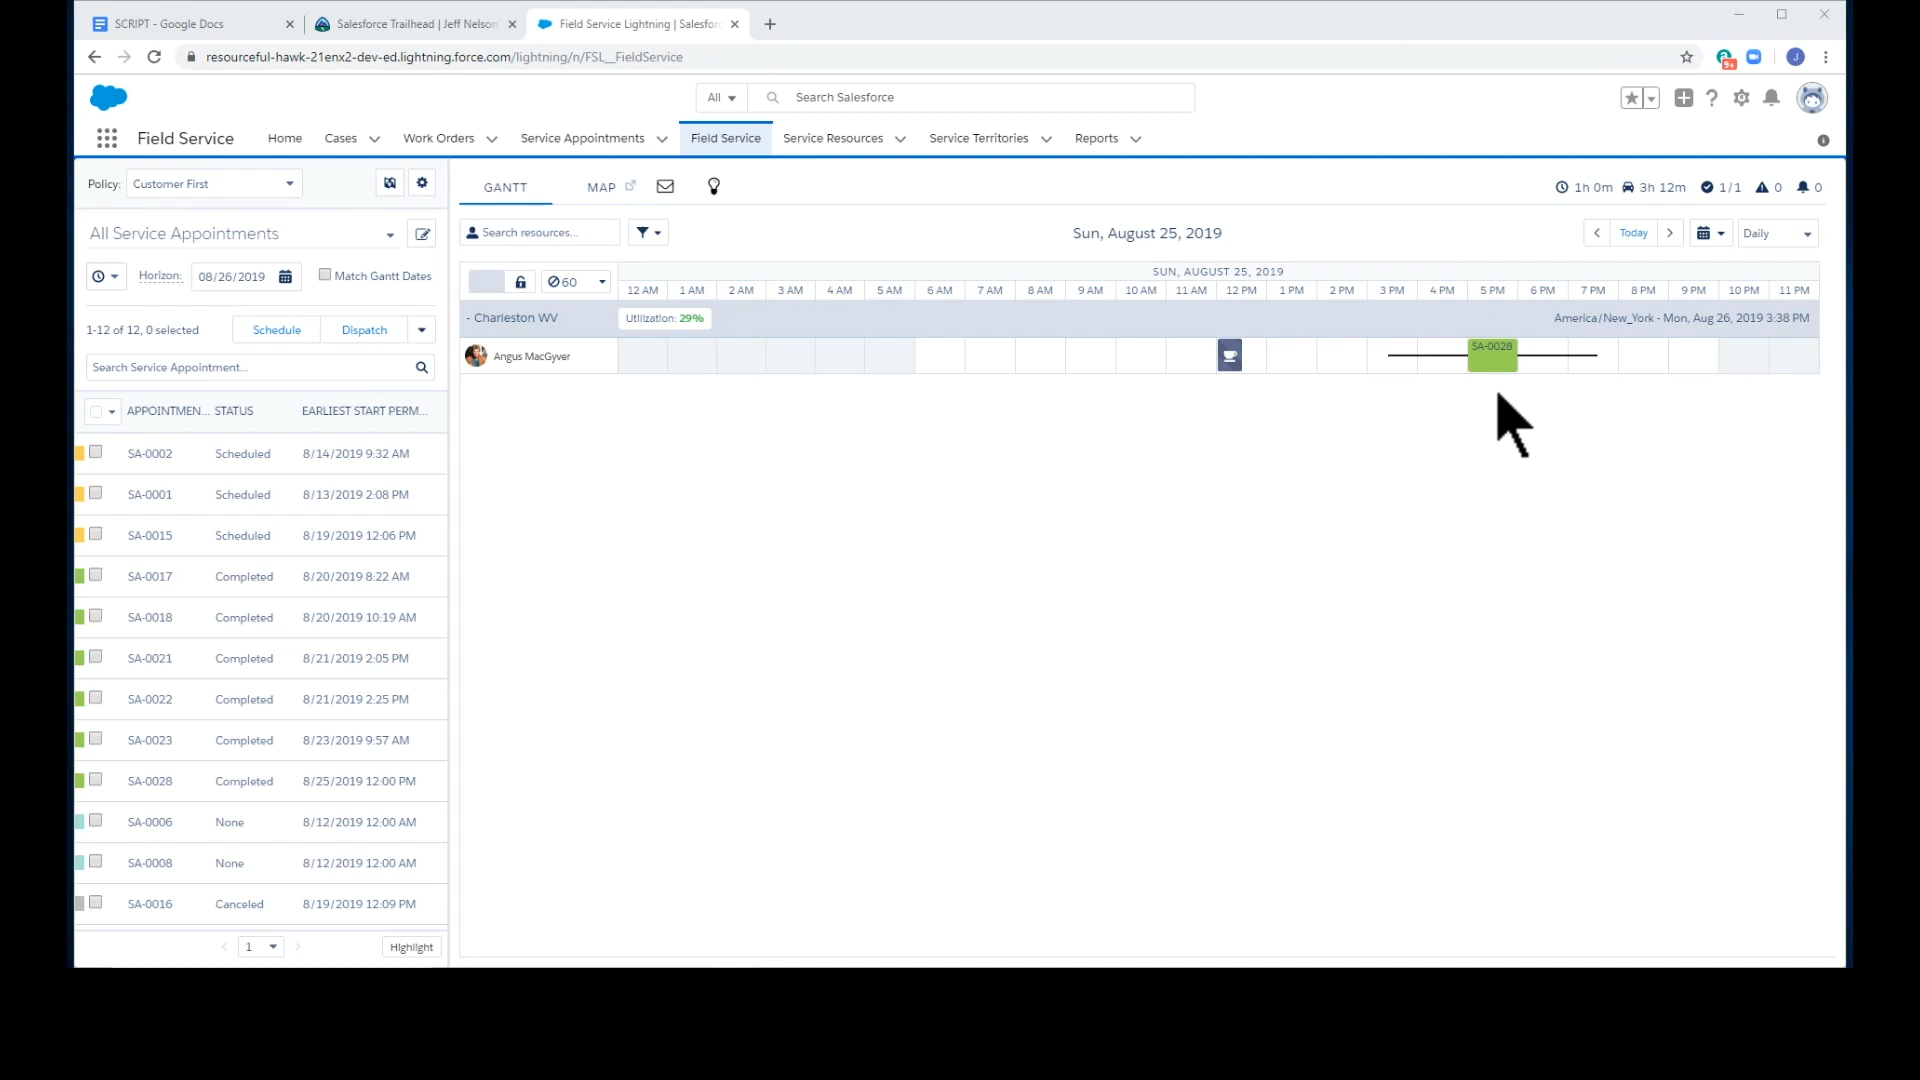 SCRIPT - Google Docs
Salesforce Trailhead | Jeff Nelson
Field Service Lightning | Salesforc
resourceful-hawk-21enx2-dev-ed.lightning.force.com/lightning/n/FSL__FieldService
9+
J
All
Search Salesforce
Field Service
Home
Cases
Work Orders
Service Appointments
Field Service
Service Resources
Service Territories
Reports
Policy:
Customer First
GANTT
MAP
1h 0m
3h 12m
1/1
0
0
All Service Appointments
Search resources...
Sun, August 25, 2019
Today
Daily
Horizon:
08/26/2019
Match Gantt Dates
60
SUN, AUGUST 25, 2019
12 AM 1 AM 2 AM 3 AM 4 AM 5 AM 6 AM 7 AM 8 AM 9 AM 10 AM 11 AM 12 PM 1 PM 2 PM 3 PM 4 PM 5 PM 6 PM 7 PM 8 PM 9 PM 10 PM 11 PM
- Charleston WV
Utilization: 29%
America/New_York - Mon, Aug 26, 2019 3:38 PM
Angus MacGyver
SA-0028
1-12 of 12, 0 selected
Schedule
Dispatch
Search Service Appointment...
APPOINTMEN... STATUS EARLIEST START PERM...
SA-0002 Scheduled 8/14/2019 9:32 AM
SA-0001 Scheduled 8/13/2019 2:08 PM
SA-0015 Scheduled 8/19/2019 12:06 PM
SA-0017 Completed 8/20/2019 8:22 AM
SA-0018 Completed 8/20/2019 10:19 AM
SA-0021 Completed 8/21/2019 2:05 PM
SA-0022 Completed 8/21/2019 2:25 PM
SA-0023 Completed 8/23/2019 9:57 AM
SA-0028 Completed 8/25/2019 12:00 PM
SA-0006 None 8/12/2019 12:00 AM
SA-0008 None 8/12/2019 12:00 AM
SA-0016 Canceled 8/19/2019 12:09 PM
1
Highlight